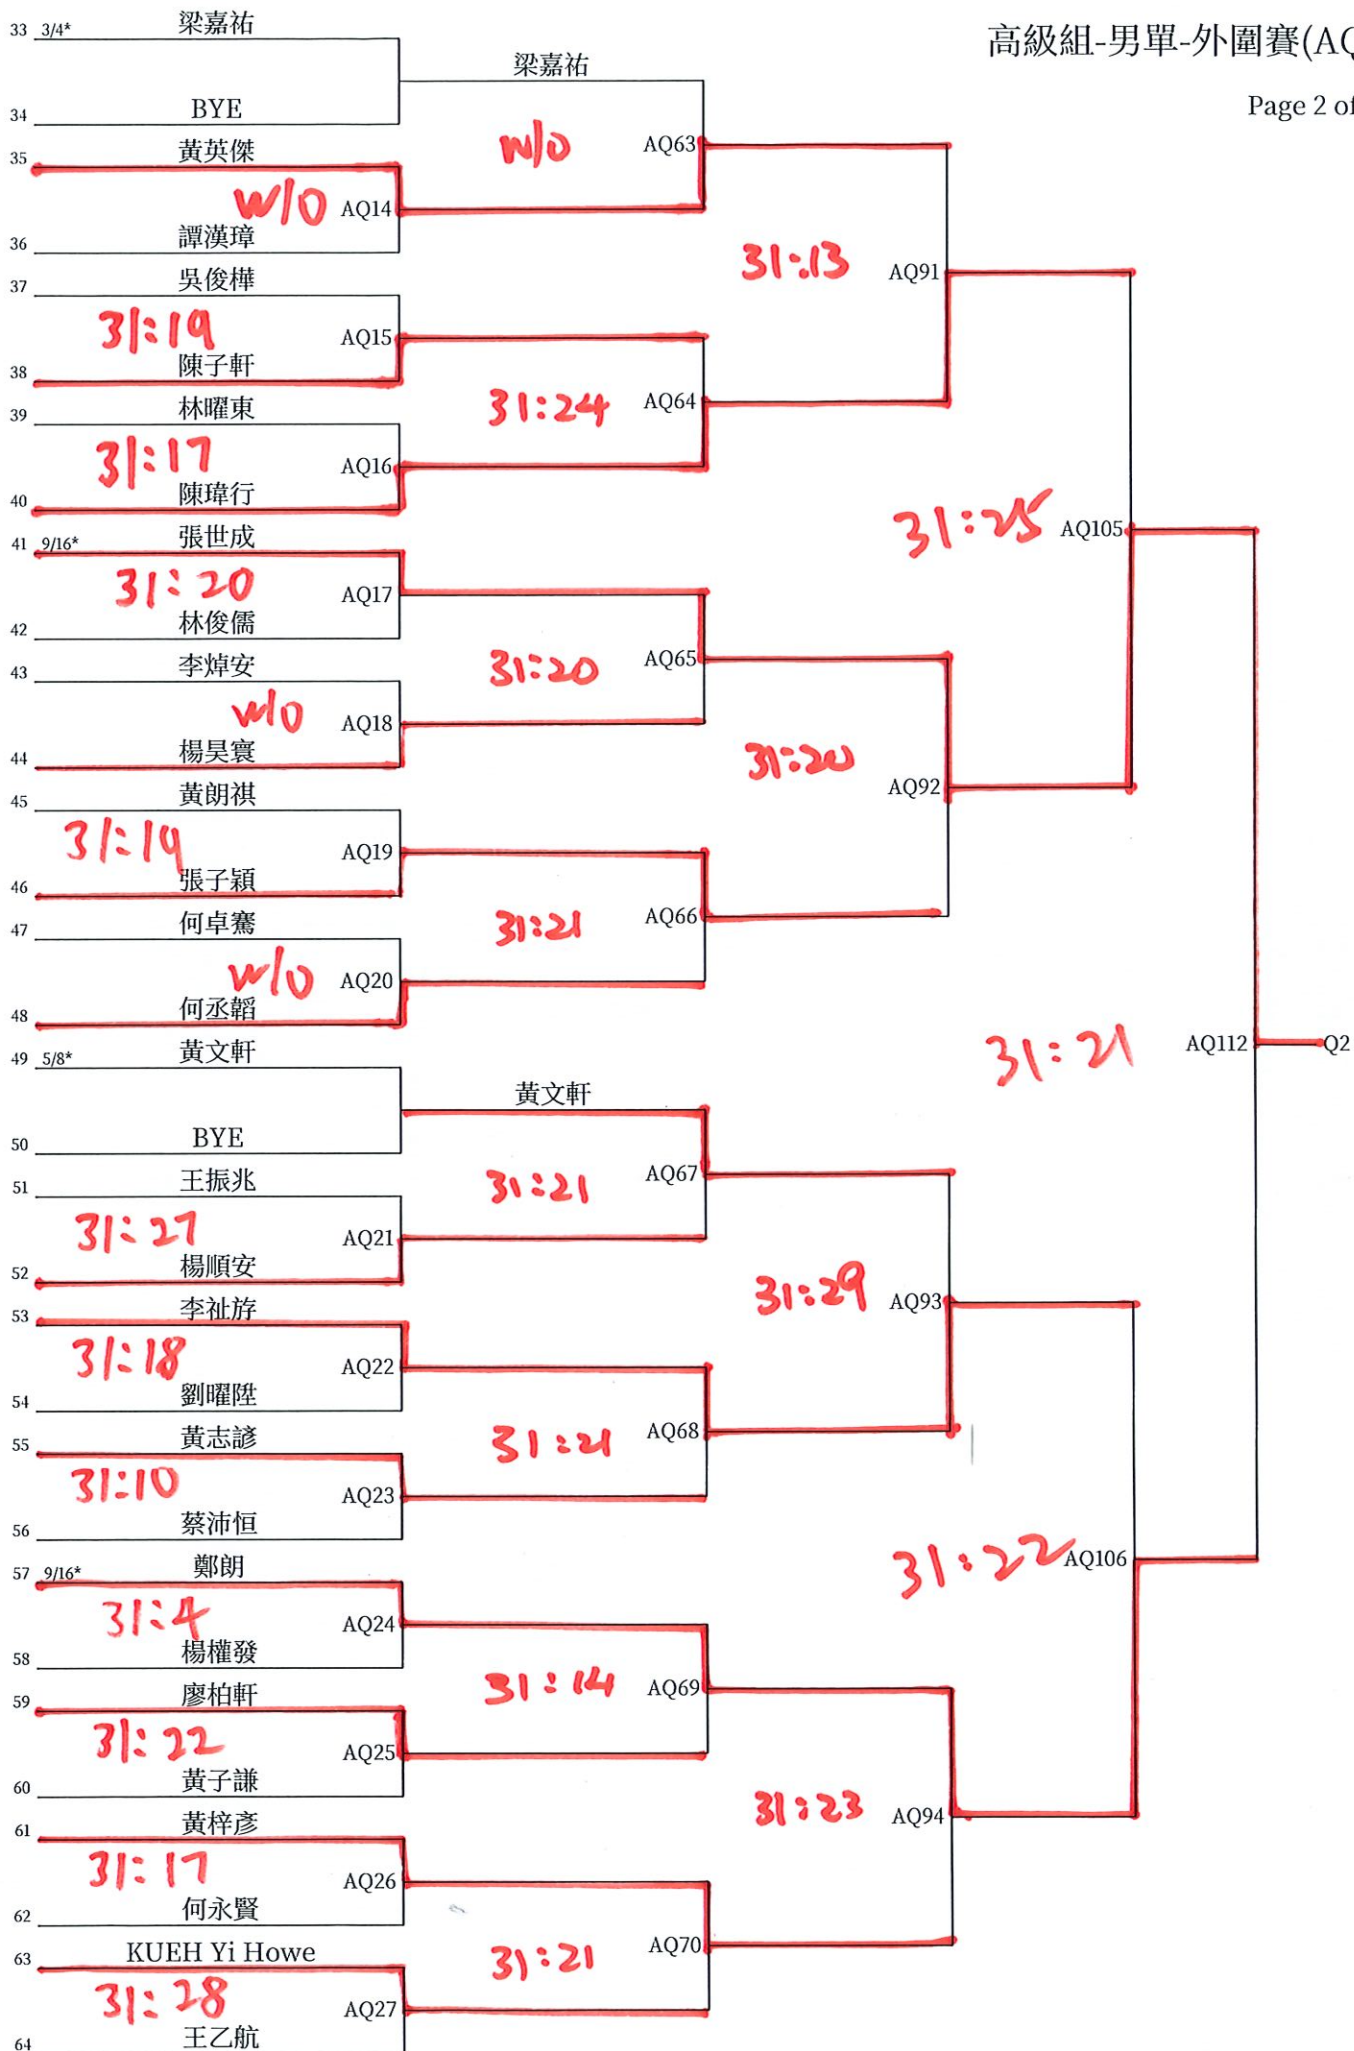 高級組-男單-外圍賽(AQ
Page 2 of
33 3/4* 梁嘉祐
梁嘉祐
34 BYE
W/O AQ63
35 黃英傑
W/O AQ14
36 譚漢璋
31:13 AQ91
37 吳俊樺
31:19 AQ15
38 陳子軒
31:24 AQ64
39 林曜東
31:17 AQ16
40 陳瑋行
31:25 AQ105
41 9/16* 張世成
31:20 AQ17
42 林俊儒
31:20 AQ65
43 李焯安
W/O AQ18
44 楊昊寰
31:20 AQ92
45 黃朗祺
31:19 AQ19
46 張子穎
31:21 AQ66
47 何卓騫
W/O AQ20
48 何丞韜
31:21 AQ112 Q2
49 5/8* 黃文軒
黃文軒
50 BYE
31:21 AQ67
51 王振兆
31:27 AQ21
52 楊順安
31:29 AQ93
53 李祉斿
31:18 AQ22
54 劉曜陞
31:21 AQ68
55 黃志諺
31:10 AQ23
56 蔡沛恒
31:22 AQ106
57 9/16* 鄭朗
31:4 AQ24
58 楊權發
31:14 AQ69
59 廖柏軒
31:22 AQ25
60 黃子謙
31:23 AQ94
61 黃梓彥
31:17 AQ26
62 何永賢
31:21 AQ70
63 KUEH Yi Howe
31:28 AQ27
64 王乙航